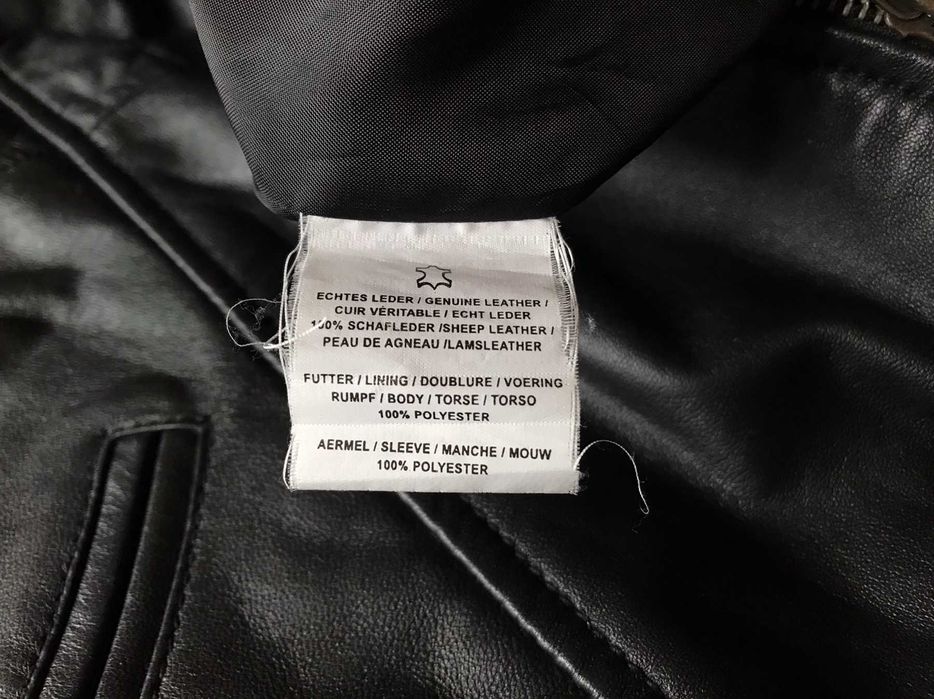 ECHTES LEDER / GENUINE LEATHER /
CUIR VÉRITABLE / ECHT LEDER
100% SCHAFLEDER /SHEEP LEATHER /
PEAU DE AGNEAU /LAMSLEATHER
FUTTER / LINING / DOUBLURE / VOERING
RUMPF / BODY / TORSE / TORSO
100% POLYESTER
AERMEL / SLEEVE / MANCHE / MOUW
100% POLYESTER